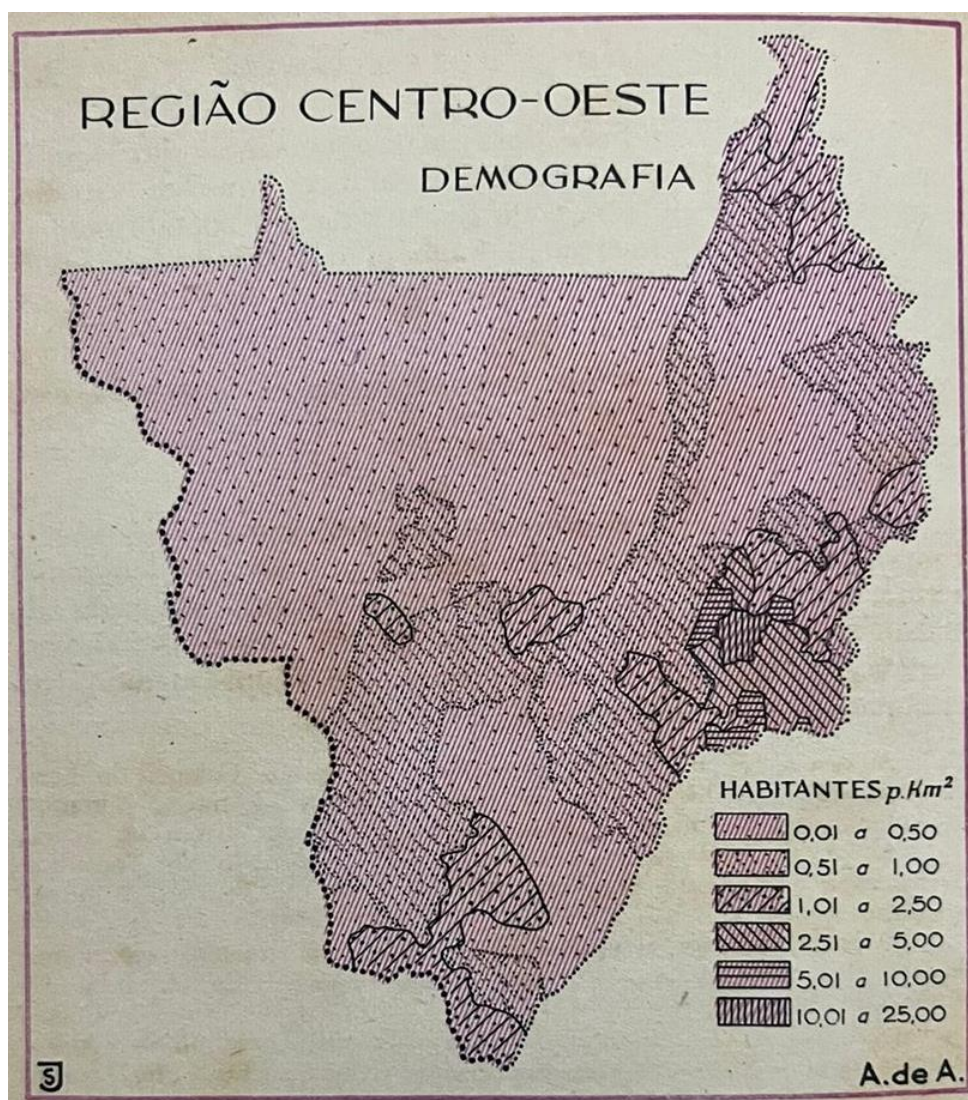 REGIÃO CENTRO-OESTE
DEMOGRAFIA
HABITANTES p.Km²
0,01 a 0,50
0,51 a 1,00
1,01 a 2,50
2,51 a 5,00
5,01 a 10,00
10,01 a 25,00
A.de A.